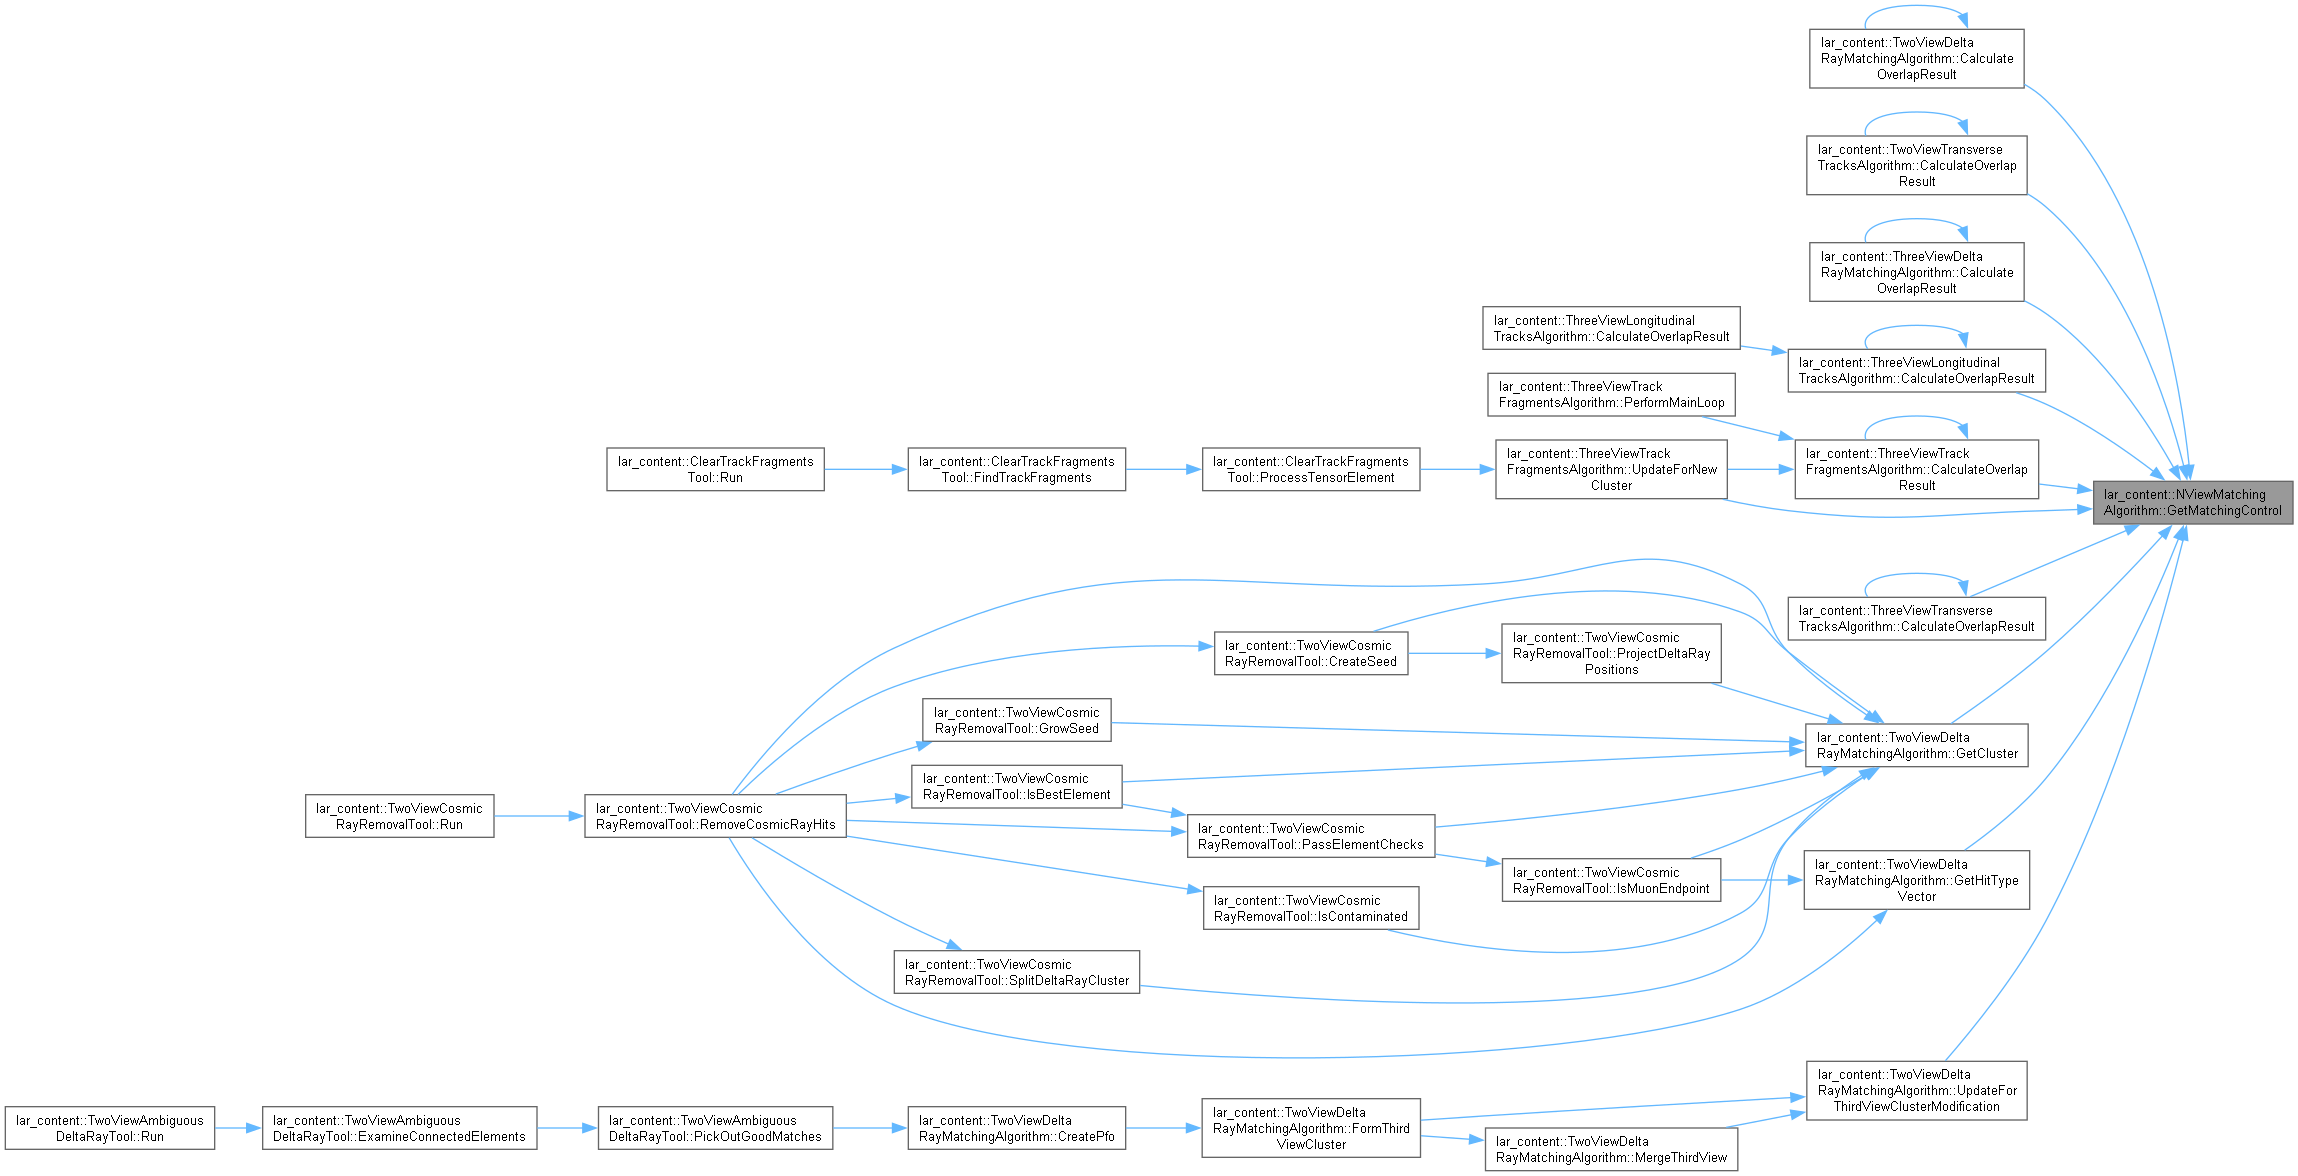 lar_content::TwoViewDelta
RayMatchingAlgorithm::Calculate
OverlapResult
lar_content::TwoViewTransverse
TracksAlgorithm::CalculateOverlap
Result
lar_content::ThreeViewDelta
RayMatchingAlgorithm::Calculate
OverlapResult
lar_content::ThreeViewLongitudinal
TracksAlgorithm::CalculateOverlapResult
lar_content::ThreeViewLongitudinal
TracksAlgorithm::CalculateOverlapResult
lar_content::ThreeViewTrack
FragmentsAlgorithm::PerformMainLoop
lar_content::ClearTrackFragments
Tool::Run
lar_content::ClearTrackFragments
Tool::FindTrackFragments
lar_content::ClearTrackFragments
Tool::ProcessTensorElement
lar_content::ThreeViewTrack
FragmentsAlgorithm::UpdateForNew
Cluster
lar_content::ThreeViewTrack
FragmentsAlgorithm::CalculateOverlap
Result
lar_content::NViewMatching
Algorithm::GetMatchingControl
lar_content::ThreeViewTransverse
TracksAlgorithm::CalculateOverlapResult
lar_content::TwoViewCosmic
RayRemovalTool::CreateSeed
lar_content::TwoViewCosmic
RayRemovalTool::ProjectDeltaRay
Positions
lar_content::TwoViewCosmic
RayRemovalTool::GrowSeed
lar_content::TwoViewDelta
RayMatchingAlgorithm::GetCluster
lar_content::TwoViewCosmic
RayRemovalTool::IsBestElement
lar_content::TwoViewCosmic
RayRemovalTool::Run
lar_content::TwoViewCosmic
RayRemovalTool::RemoveCosmicRayHits
lar_content::TwoViewCosmic
RayRemovalTool::PassElementChecks
lar_content::TwoViewCosmic
RayRemovalTool::IsMuonEndpoint
lar_content::TwoViewDelta
RayMatchingAlgorithm::GetHitType
Vector
lar_content::TwoViewCosmic
RayRemovalTool::IsContaminated
lar_content::TwoViewCosmic
RayRemovalTool::SplitDeltaRayCluster
lar_content::TwoViewDelta
RayMatchingAlgorithm::UpdateFor
ThirdViewClusterModification
lar_content::TwoViewAmbiguous
DeltaRayTool::Run
lar_content::TwoViewAmbiguous
DeltaRayTool::ExamineConnectedElements
lar_content::TwoViewAmbiguous
DeltaRayTool::PickOutGoodMatches
lar_content::TwoViewDelta
RayMatchingAlgorithm::CreatePfo
lar_content::TwoViewDelta
RayMatchingAlgorithm::FormThird
ViewCluster
lar_content::TwoViewDelta
RayMatchingAlgorithm::MergeThirdView